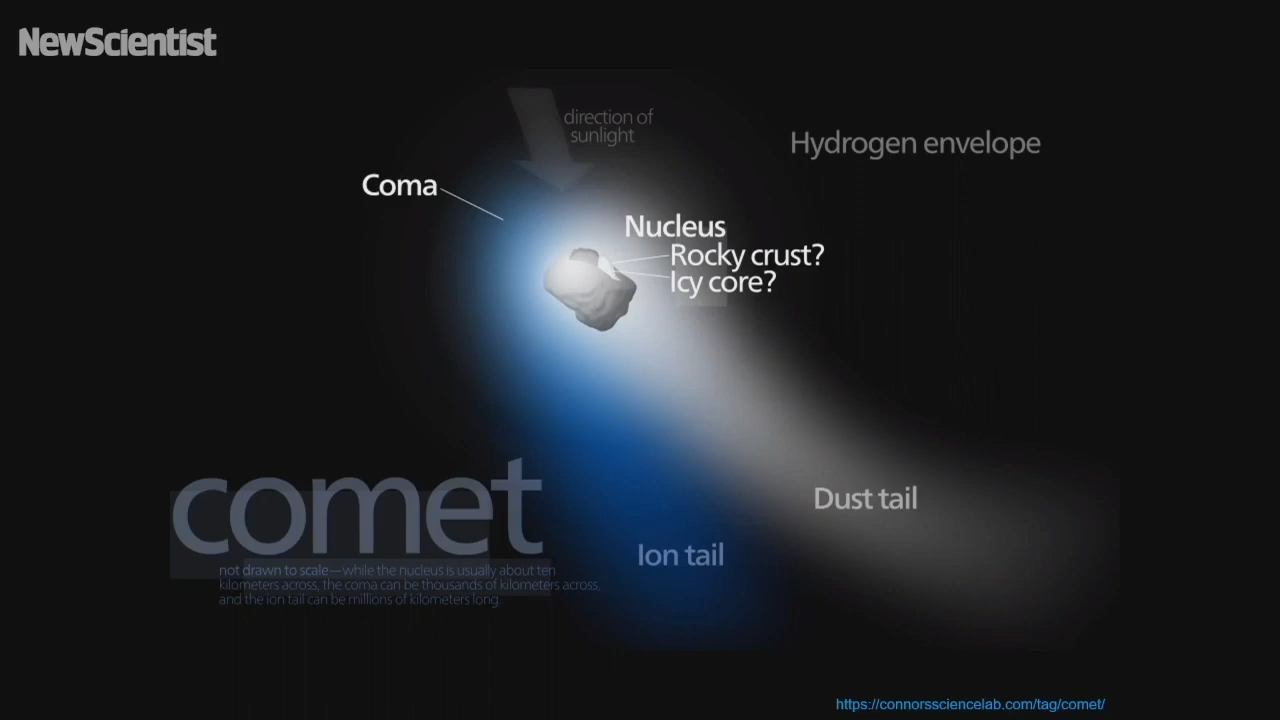 NewScientist
direction of
sunlight
Hydrogen envelope
Coma
Nucleus
Rocky crust?
Icy core?
Dust tail
Ion tail
comet
not drawn to scale—while the nucleus is usually about ten
kilometers across, the coma can be thousands of kilometers across,
and the ion tail can be millions of kilometers long.
https://connorssciencelab.com/tag/comet/